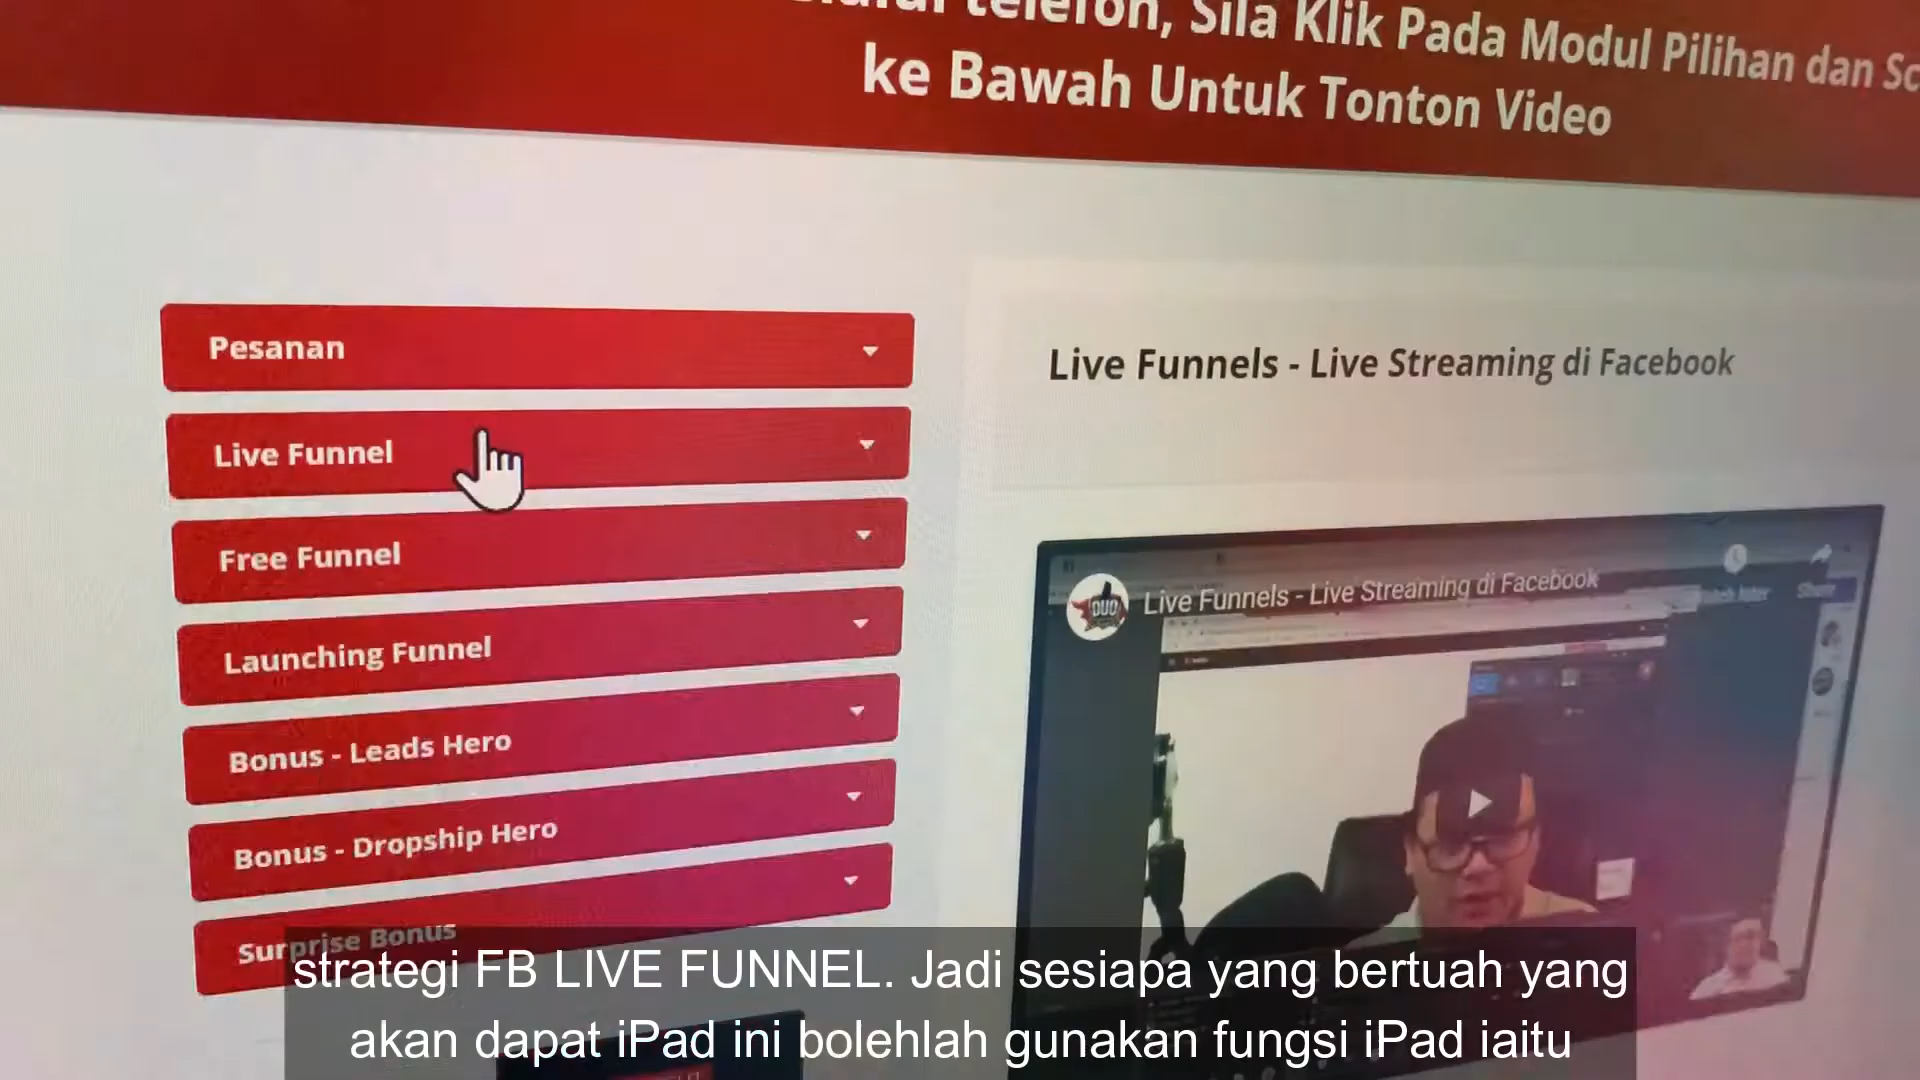 telefon, Sila Klik Pada Modul Pilihan dan
ke Bawah Untuk Tonton Video
Pesanan
Live Funnel
Free Funnel
Launching Funnel
Bonus - Leads Hero
Bonus - Dropship Hero
Surprise Bonus
Live Funnels - Live Streaming di Facebook
DUO
Live Funnels - Live Streaming di Facebook
Share
strategi FB LIVE FUNNEL. Jadi sesiapa yang bertuah yang
akan dapat iPad ini bolehlah gunakan fungsi iPad iaitu